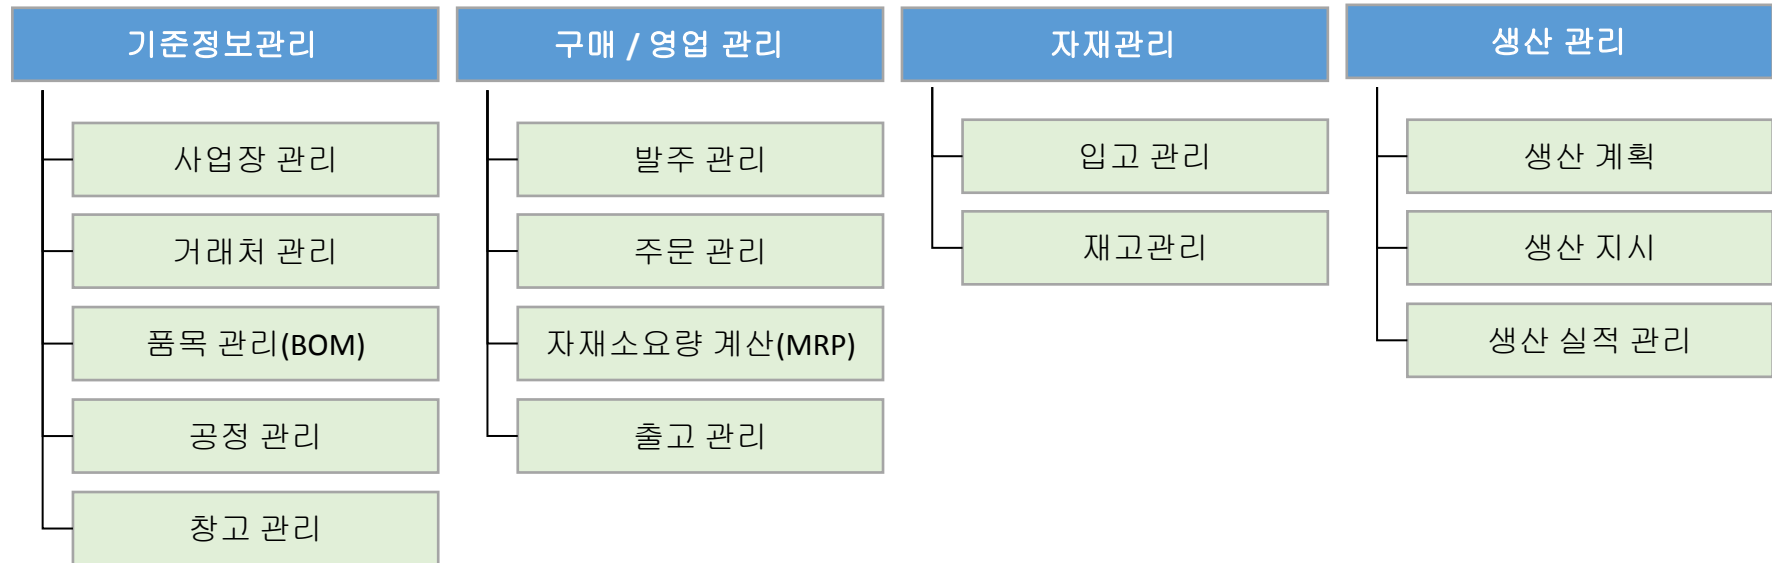 기준정보관리
사업장 관리
거래처 관리
품목 관리(BOM)
공정 관리
창고 관리
구매 / 영업 관리
발주 관리
주문 관리
자재소요량 계산(MRP)
출고 관리
자재관리
입고 관리
재고관리
생산 관리
생산 계획
생산 지시
생산 실적 관리